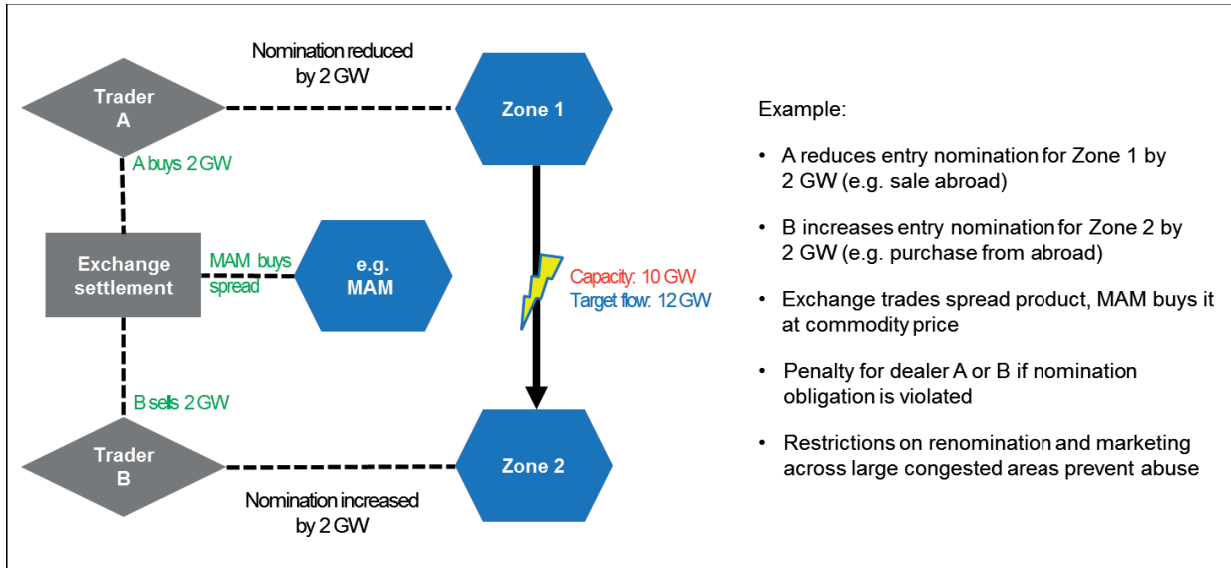 Nomination reduced
by 2 GW
Trader
A
Zone 1
A buys 2 GW
Exchange
settlement
MAM buys
spread
e.g.
MAM
Capacity: 10 GW
Target flow: 12 GW
B sells 2 GW
Trader
B
Zone 2
Nomination increased
by 2 GW
Example:
• A reduces entry nomination for Zone 1 by
2 GW (e.g. sale abroad)
• B increases entry nomination for Zone 2 by
2 GW (e.g. purchase from abroad)
• Exchange trades spread product, MAM buys it
at commodity price
• Penalty for dealer A or B if nomination
obligation is violated
• Restrictions on renomination and marketing
across large congested areas prevent abuse